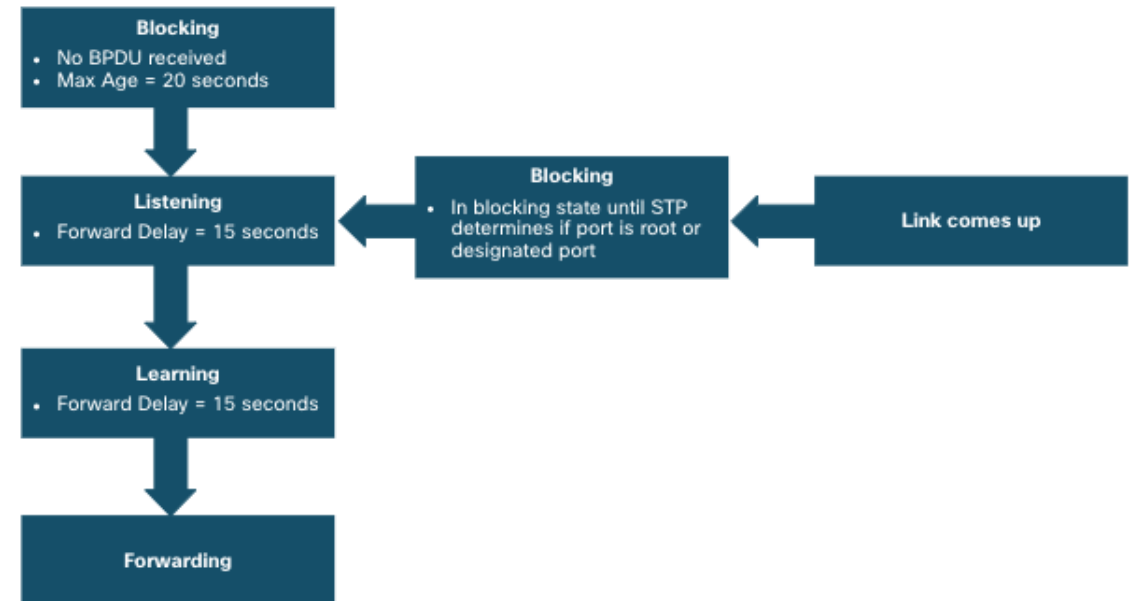 Blocking
• No BPDU received
• Max Age = 20 seconds
Listening
• Forward Delay = 15 seconds
Blocking
• In blocking state until STP
determines if port is root or
designated port
Link comes up
Learning
• Forward Delay = 15 seconds
Forwarding